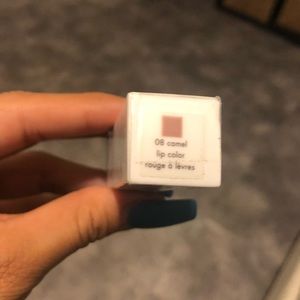 08 camel
lip color
rouge à lèvres